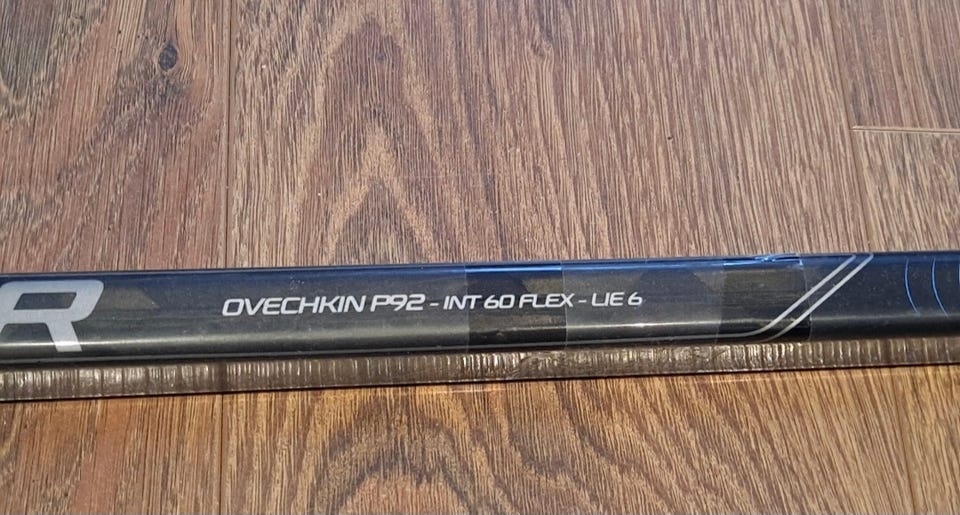 R
OVECHKIN P92 - INT 60 FLEX - LIE 6